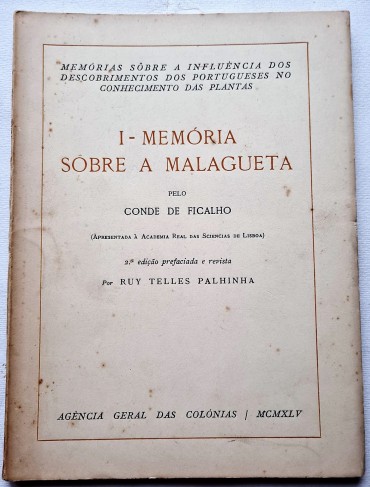 MEMÓRIAS SÔBRE A INFLUÊNCIA DOS
DESCOBRIMENTOS DOS PORTUGUESES NO
CONHECIMENTO DAS PLANTAS
I - MEMÓRIA
SÔBRE A MALAGUETA
PELO
CONDE DE FICALHO
(APRESENTADA À ACADEMIA REAL DAS SCIENCIAS DE LISBOA)
2.ª edição prefaciada e revista
Por RUY TELLES PALHINHA
AGÊNCIA GERAL DAS COLÓNIAS / MCMXLV